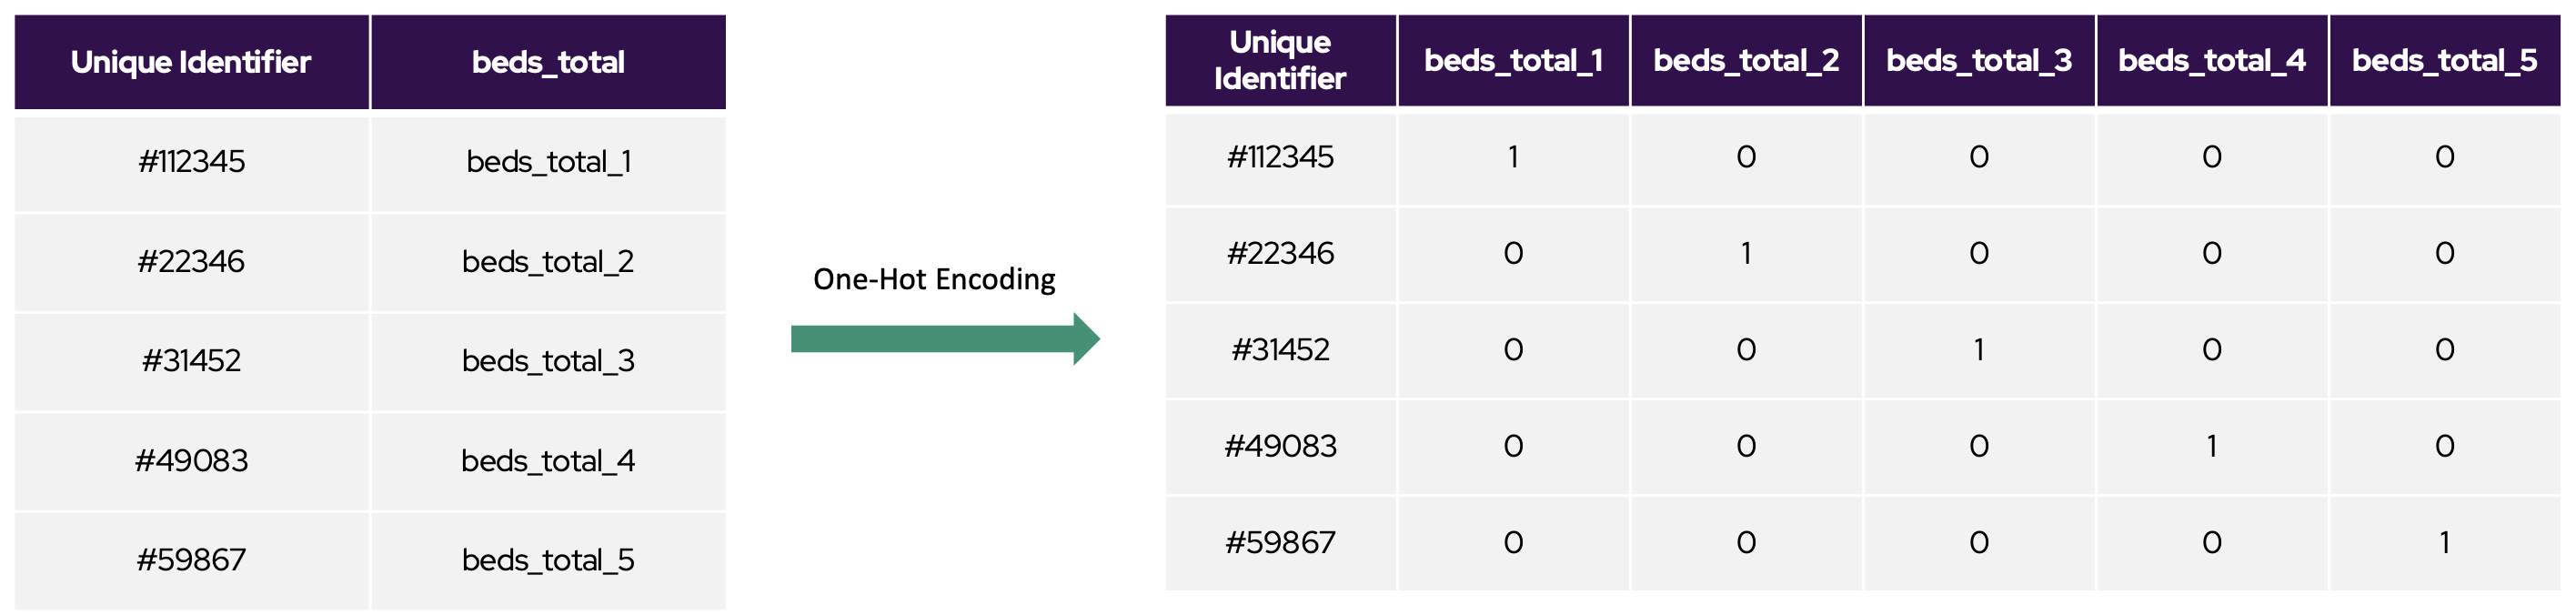 Unique Identifier beds_total
#112345 beds_total_1
#22346 beds_total_2
#31452 beds_total_3
#49083 beds_total_4
#59867 beds_total_5
One-Hot Encoding
Unique
Identifier beds_total_1 beds_total_2 beds_total_3 beds_total_4 beds_total_5
#112345 1 0 0 0 0
#22346 0 1 0 0 0
#31452 0 0 1 0 0
#49083 0 0 0 1 0
#59867 0 0 0 0 1